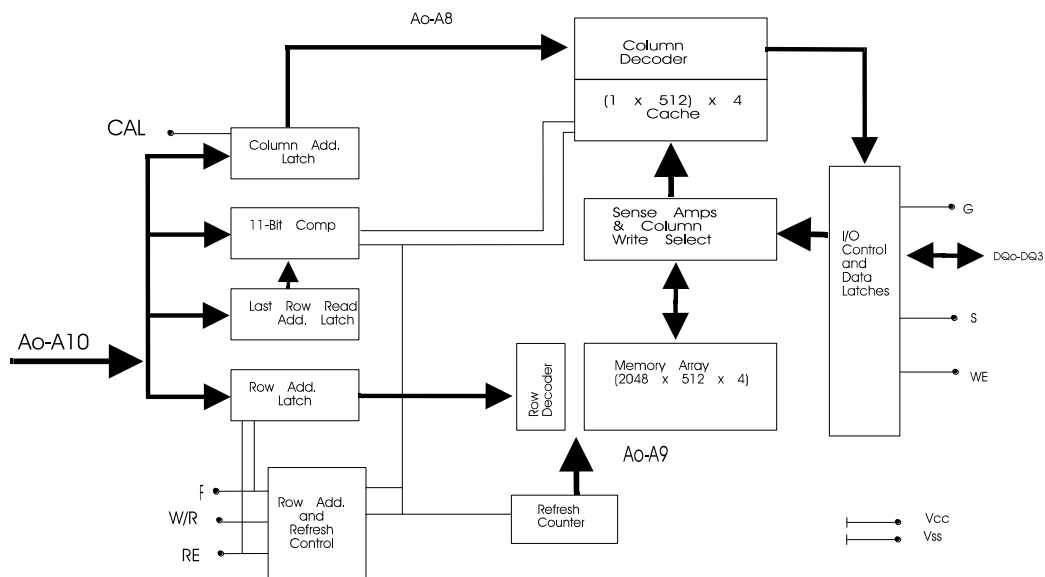 Ao-A8
Column
Decoder
(1 x 512) x 4
Cache
CAL
Column Add.
Latch
11-Bit Comp
Sense Amps
& Column
Write Select
I/O
Control
and
Data
Latches
G
DQo-DQ3
S
WE
Last Row Read
Add. Latch
Ao-A10
Row Add.
Latch
Row Decoder
Memory Array
(2048 x 512 x 4)
Ao-A9
F
W/R
RE
Row Add.
and
Refresh
Control
Refresh
Counter
Vcc
Vss